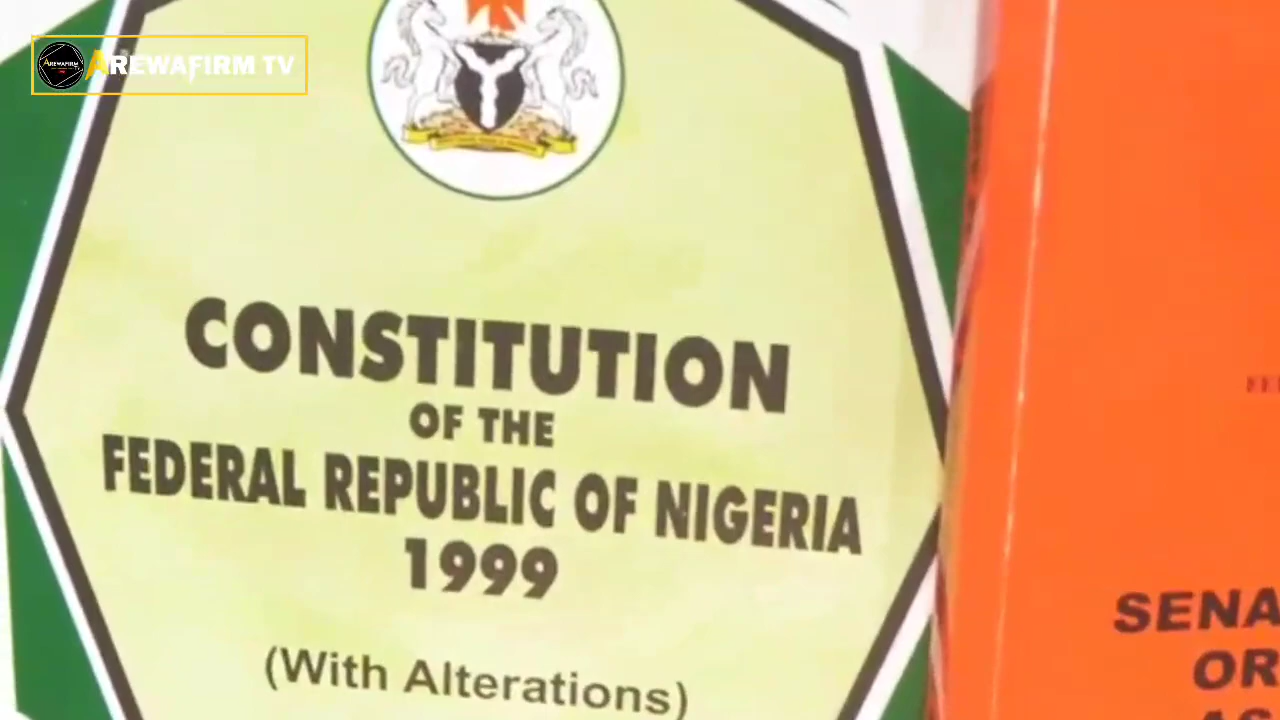 AREWAFIRM TV
CONSTITUTION
OF THE
FEDERAL REPUBLIC OF NIGERIA
1999
(With Alterations)
SENA
OR